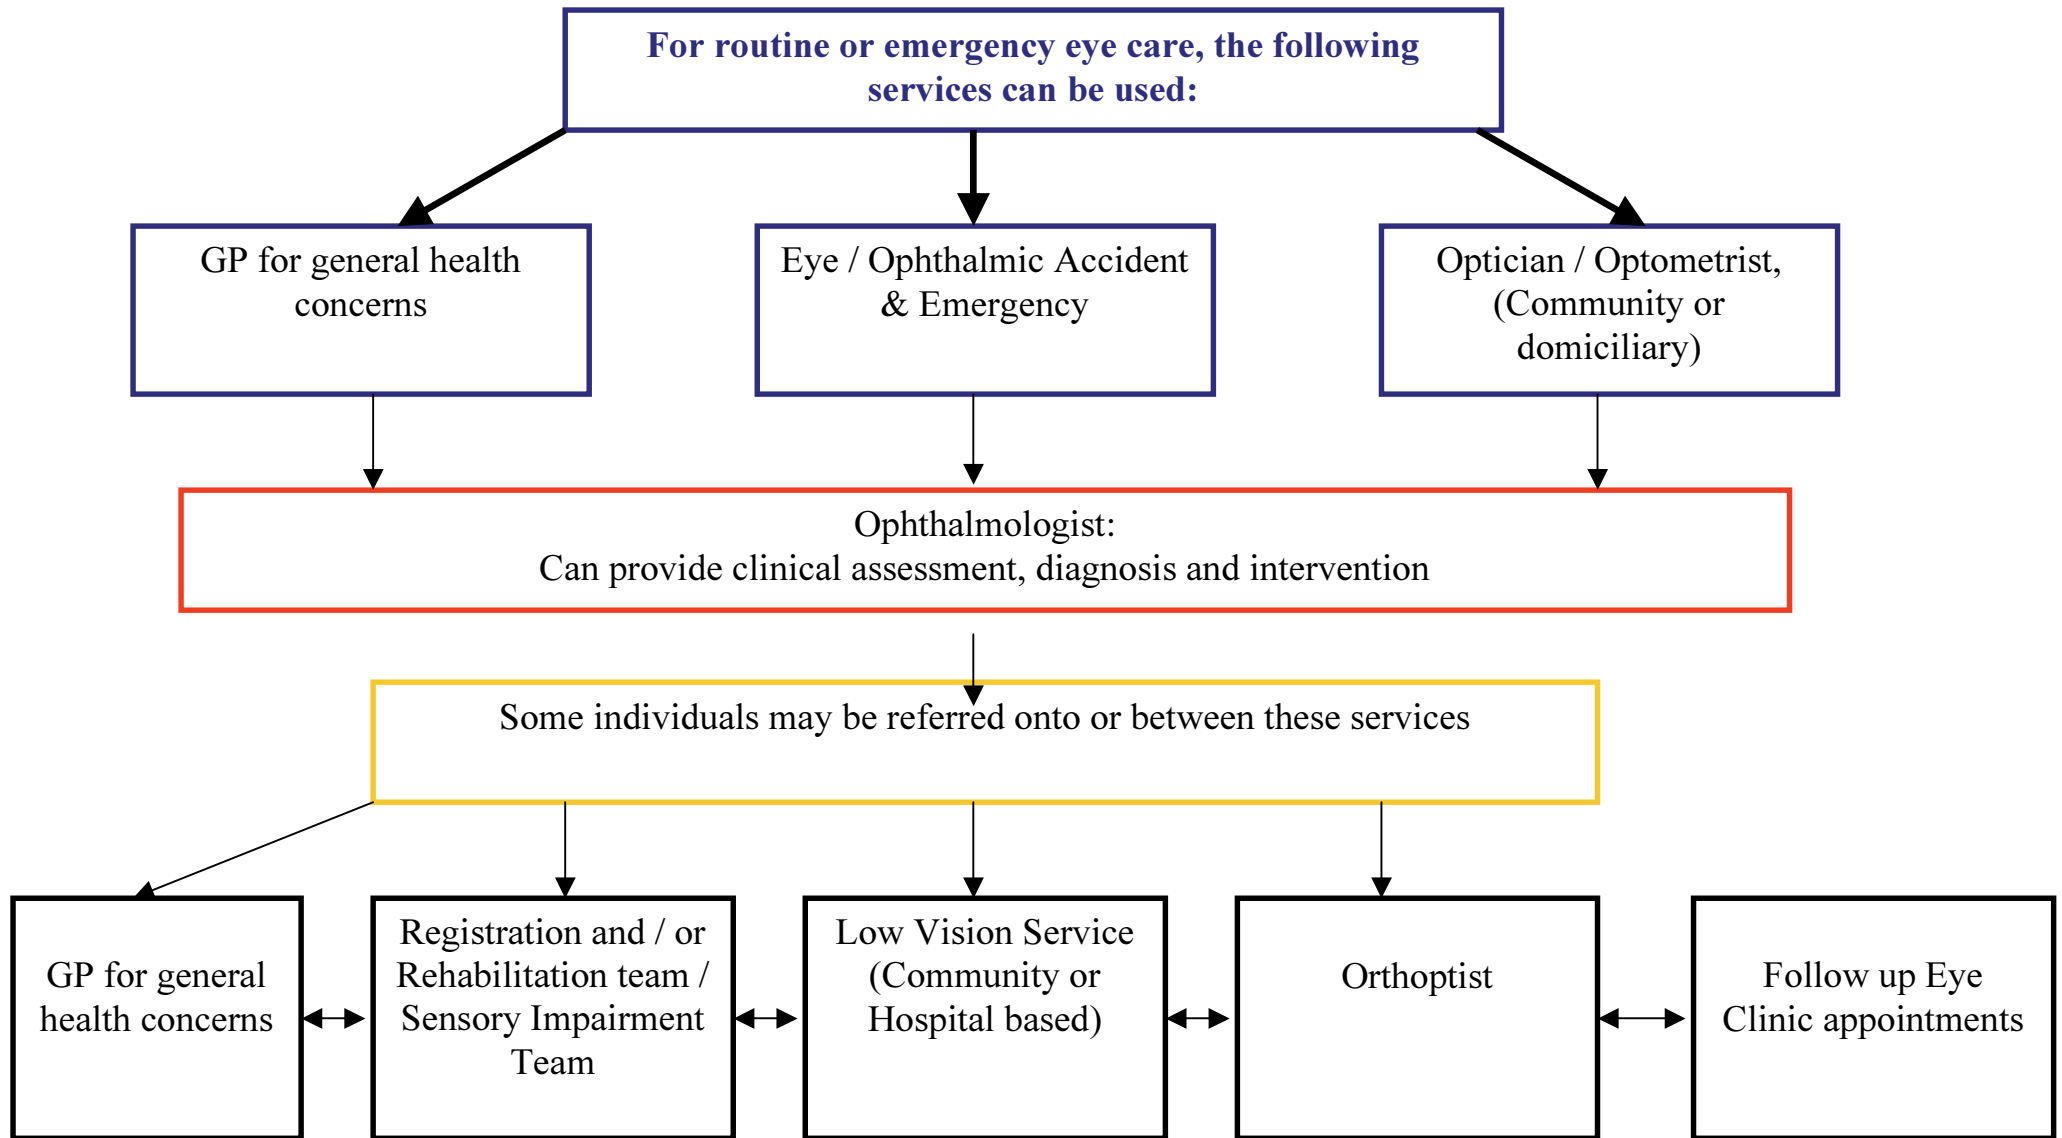 For routine or emergency eye care, the following
services can be used:
GP for general health
concerns
Eye / Ophthalmic Accident
& Emergency
Optician / Optometrist,
(Community or
domiciliary)
Ophthalmologist:
Can provide clinical assessment, diagnosis and intervention
Some individuals may be referred onto or between these services
GP for general
health concerns
Registration and / or
Rehabilitation team /
Sensory Impairment
Team
Low Vision Service
(Community or
Hospital based)
Orthoptist
Follow up Eye
Clinic appointments